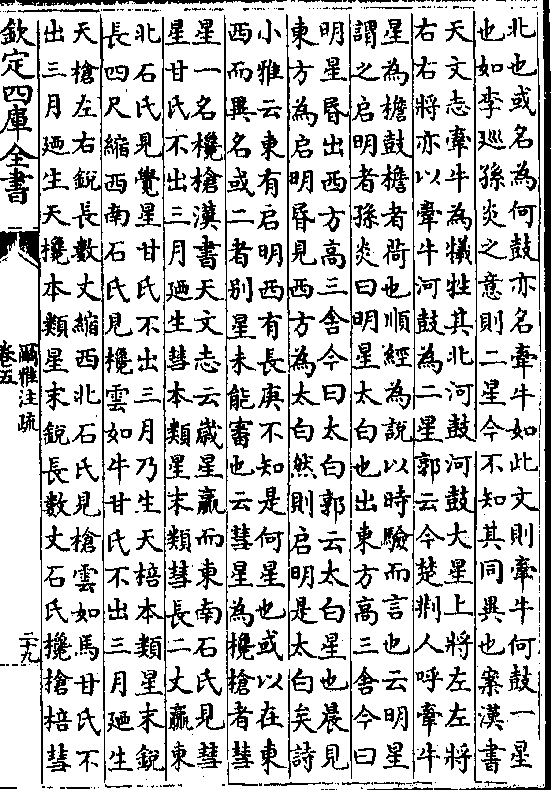 北也或名為何鼓亦名牽牛如此文則牽牛何鼓一星
也如李廵孫炎之意則二星今不知其同異也案漢書
天文志牽牛為犧牲其北河鼓河鼓大星上將左左將
右右將亦以牽牛河鼓為二星郭云今楚荆人呼牽牛
星為擔鼓擔者荷也順經為說以時驗而言也云明星
謂之启明者孫炎曰明星太白也出東方高三舍今曰
明星昏出西方高三舍今曰太白郭云太白星也晨見
東方為启明昏見西方為太白然則启明是太白矣詩
小雅云東有启明西有長庚不知是何星也或以在東
西而異名或二者别星未能審也云彗星為欃槍者彗
星一名欃槍漢書天文志云歲星贏而東南石氏見彗
星甘氏不出三月廼生彗本類星末類彗長二丈贏東
北石氏見覺星甘氏不出三月乃生天棓本類星末銳
長四尺縮西南石氏見欃雲如牛甘氏不出三月廼生
天槍左右銳長數丈縮西北石氏見槍雲如馬甘氏不
出三月廼生天欃本類星末銳長數丈石氏欃槍棓彗
欽定四庫全書
爾雅注疏
卷五
二十九